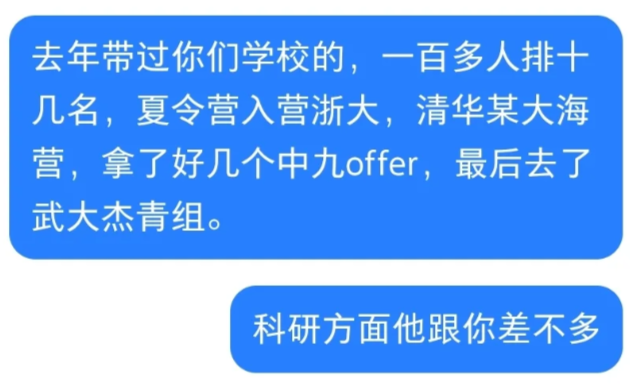 去年带过你们学校的，一百多人排十
几名，夏令营入营浙大，清华某大海
营，拿了好几个中九offer，最后去了
武大杰青组。
科研方面他跟你差不多